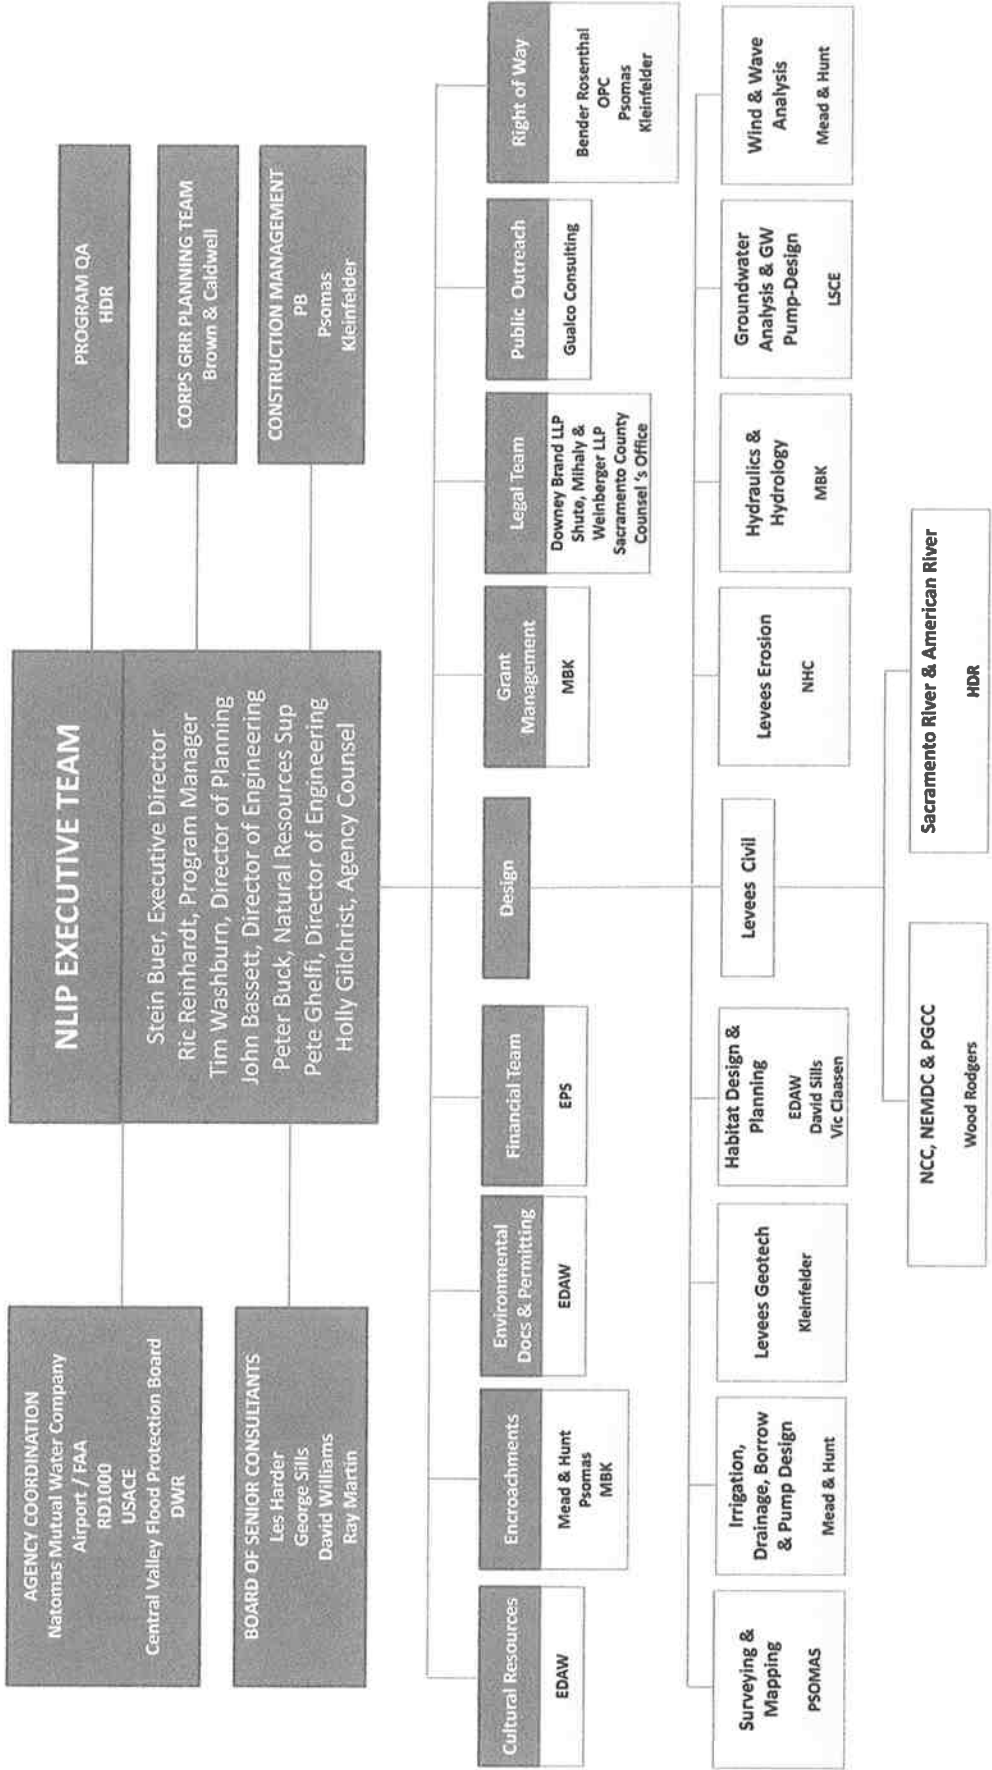 NLIP EXECUTIVE TEAM
Stein Buer, Executive Director
Ric Reinhardt, Program Manager
Tim Washburn, Director of Planning
John Bassett, Director of Engineering
Peter Buck, Natural Resources Sup
Pete Ghelfi, Director of Engineering
Holly Gilchrist, Agency Counsel
AGENCY COORDINATION
Natomas Mutual Water Company
Airport / FAA
RD1000
USACE
Central Valley Flood Protection Board
DWR
BOARD OF SENIOR CONSULTANTS
Les Harder
George Sills
David Williams
Ray Martin
PROGRAM QA
HDR
CORPS GRR PLANNING TEAM
Brown & Caldwell
CONSTRUCTION MANAGEMENT
PB
Psomas
Kleinfelder
Cultural Resources
EDAW
Encroachments
Mead & Hunt
Psomas
MBK
Environmental
Docs & Permitting
EDAW
Financial Team
EPS
Design
Grant
Management
MBK
Legal Team
Downey Brand LLP
Shute, Mihaly &
Weinberger LLP
Sacramento County
Counsel 's Office
Public Outreach
Gualco Consulting
Right of Way
Bender Rosenthal
OPC
Psomas
Kleinfelder
Surveying &
Mapping
PSOMAS
Irrigation,
Drainage, Borrow
& Pump Design
Mead & Hunt
Levees Geotech
Kleinfelder
Habitat Design &
Planning
EDAW
David Sills
Vic Claasen
Levees Civil
Levees Erosion
NHC
Hydraulics &
Hydrology
MBK
Groundwater
Analysis & GW
Pump-Design
LSCE
Wind & Wave
Analysis
Mead & Hunt
NCC, NEMDC & PGCC
Wood Rodgers
Sacramento River & American River
HDR